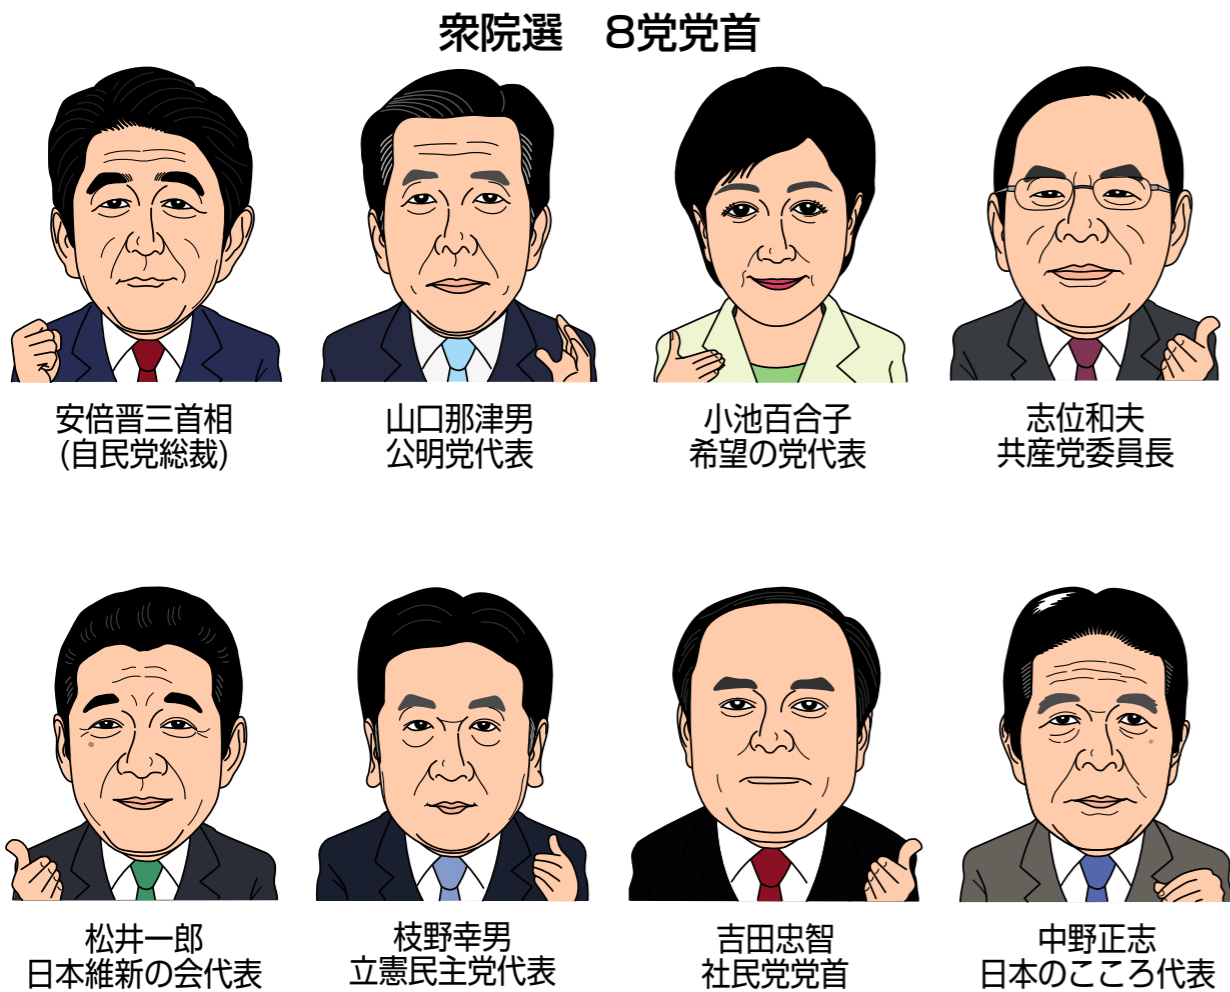 衆院選　８党党首
安倍晋三首相
(自民党総裁)
山口那津男
公明党代表
小池百合子
希望の党代表
志位和夫
共産党委員長
松井一郎
日本維新の会代表
枝野幸男
立憲民主党代表
吉田忠智
社民党党首
中野正志
日本のこころ代表